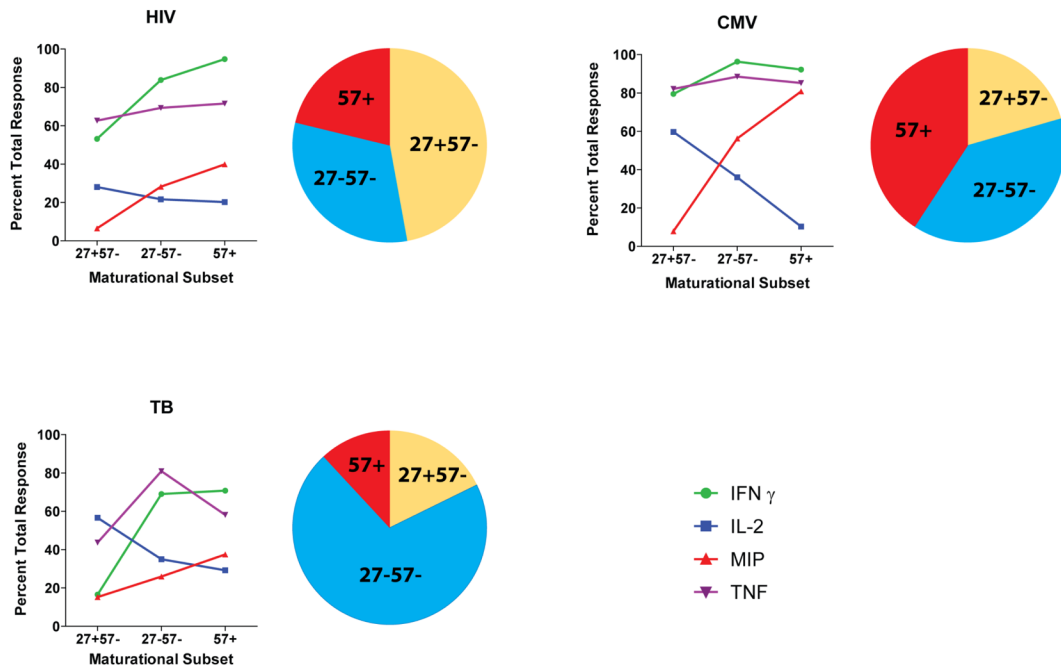 HIV
Percent Total Response
100
80
60
40
20
0
27+57-
27-57-
57+
Maturational Subset
57+
27+57-
27-57-
CMV
Percent Total Response
100
80
60
40
20
0
27+57-
27-57-
57+
Maturational Subset
57+
27+57-
27-57-
TB
Percent Total Response
100
80
60
40
20
0
27+57-
27-57-
57+
Maturational Subset
57+
27+57-
27-57-
IFN γ
IL-2
MIP
TNF